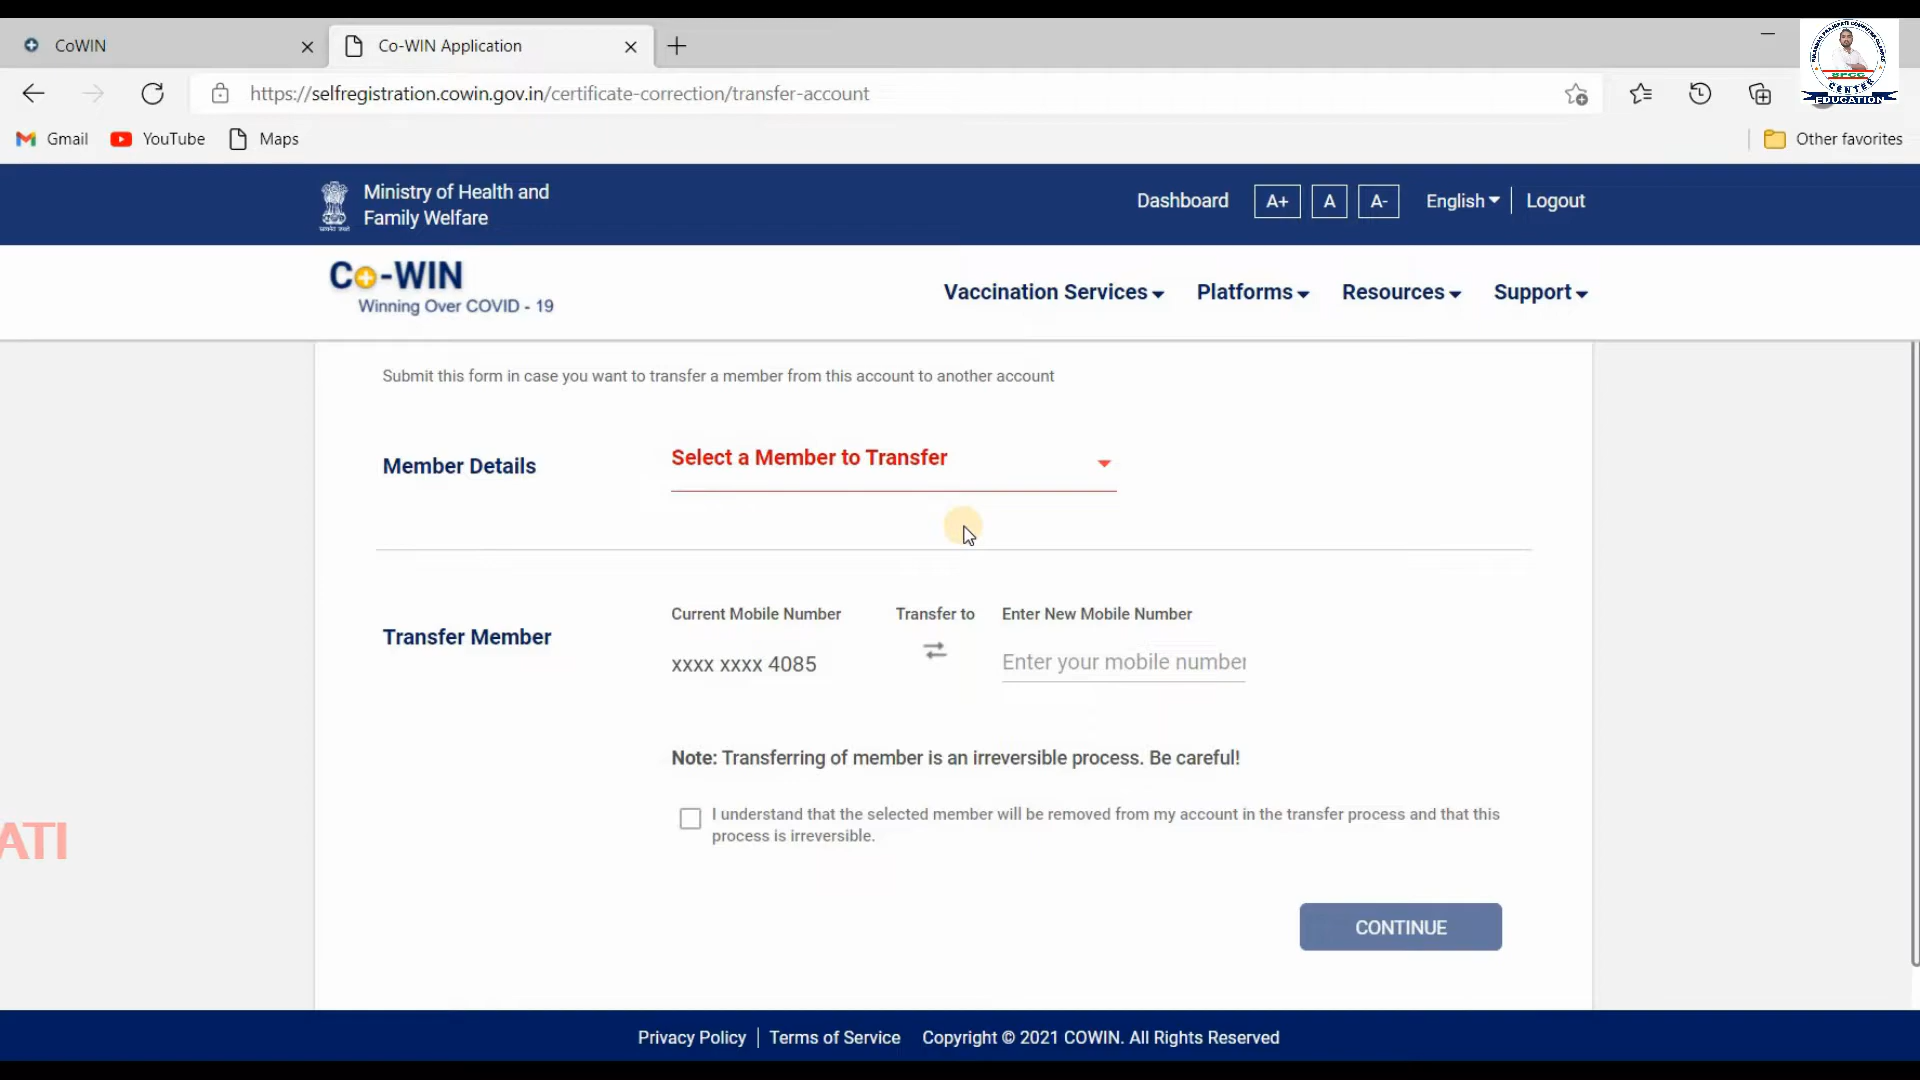 CoWIN
Co-WIN Application
https://selfregistration.cowin.gov.in/certificate-correction/transfer-account
Gmail
YouTube
Maps
Other favorites
CENTER
EDUCATION
Ministry of Health and
Family Welfare
Dashboard
A+
A
A-
English
Logout
Co-WIN
Winning Over COVID - 19
Vaccination Services
Platforms
Resources
Support
Submit this form in case you want to transfer a member from this account to another account
Member Details
Select a Member to Transfer
Transfer Member
Current Mobile Number
Transfer to
Enter New Mobile Number
xxxx xxxx 4085
Enter your mobile number
Note: Transferring of member is an irreversible process. Be careful!
I understand that the selected member will be removed from my account in the transfer process and that this
process is irreversible.
ATI
CONTINUE
Privacy Policy
Terms of Service
Copyright © 2021 COWIN. All Rights Reserved